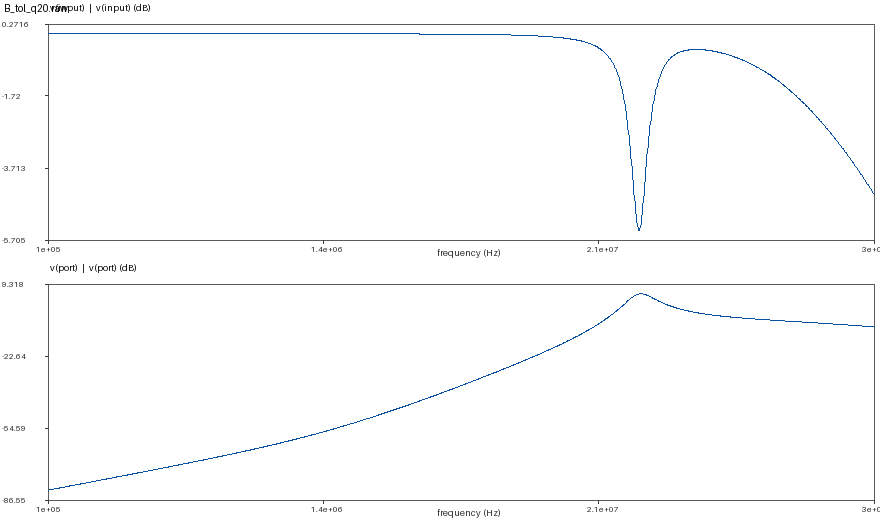 B_tol_q20.raw
v(input) | v(input) (dB)
0.2716
-1.72
-3.713
-5.705
1e+05
1.4e+06
2.1e+07
3e+0
frequency (Hz)
v(port) | v(port) (dB)
9.318
-22.64
-54.59
-86.55
1e+05
1.4e+06
2.1e+07
3e+0
frequency (Hz)